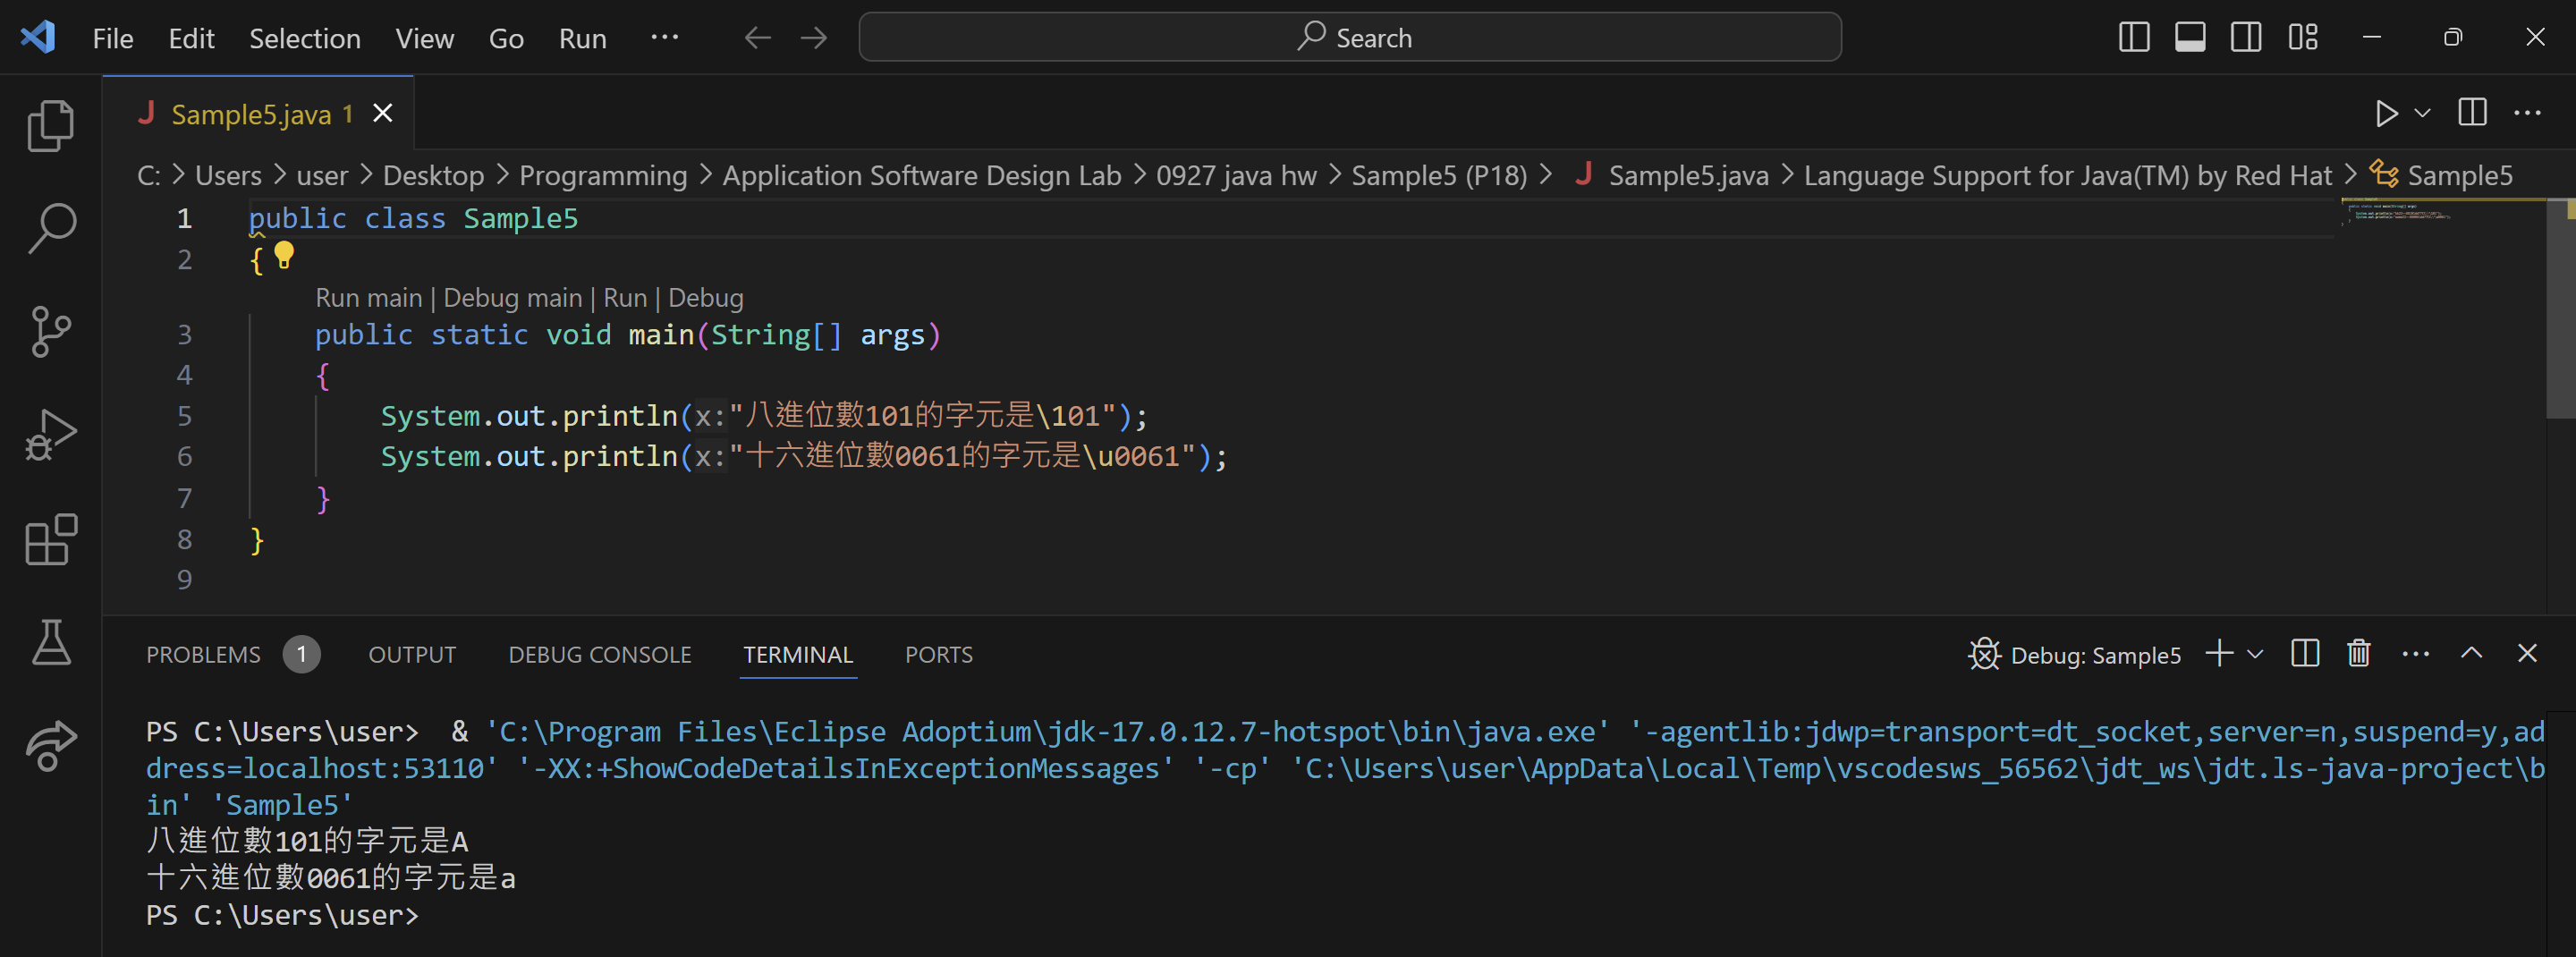 File Edit Selection View Go Run ··· Search
Sample5.java 1
C: > Users > user > Desktop > Programming > Application Software Design Lab > 0927 java hw > Sample5 (P18) > Sample5.java > Language Support for Java(TM) by Red Hat > Sample5
1 public class Sample5
2 {
Run main | Debug main | Run | Debug
3 public static void main(String[] args)
4 {
5 System.out.println(x:"八進位數101的字元是\101");
6 System.out.println(x:"十六進位數0061的字元是\u0061");
7 }
8 }
9
PROBLEMS 1 OUTPUT DEBUG CONSOLE TERMINAL PORTS Debug: Sample5
PS C:\Users\user>  & 'C:\Program Files\Eclipse Adoptium\jdk-17.0.12.7-hotspot\bin\java.exe' '-agentlib:jdwp=transport=dt_socket,server=n,suspend=y,ad
dress=localhost:53110' '-XX:+ShowCodeDetailsInExceptionMessages' '-cp' 'C:\Users\user\AppData\Local\Temp\vscodesws_56562\jdt_ws\jdt.ls-java-project\b
in' 'Sample5'
八進位數101的字元是A
十六進位數0061的字元是a
PS C:\Users\user>